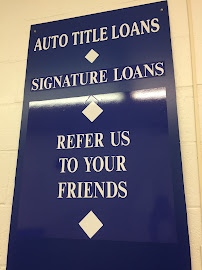 AUTO TITLE LOANS
SIGNATURE LOANS
REFER US
TO YOUR
FRIENDS